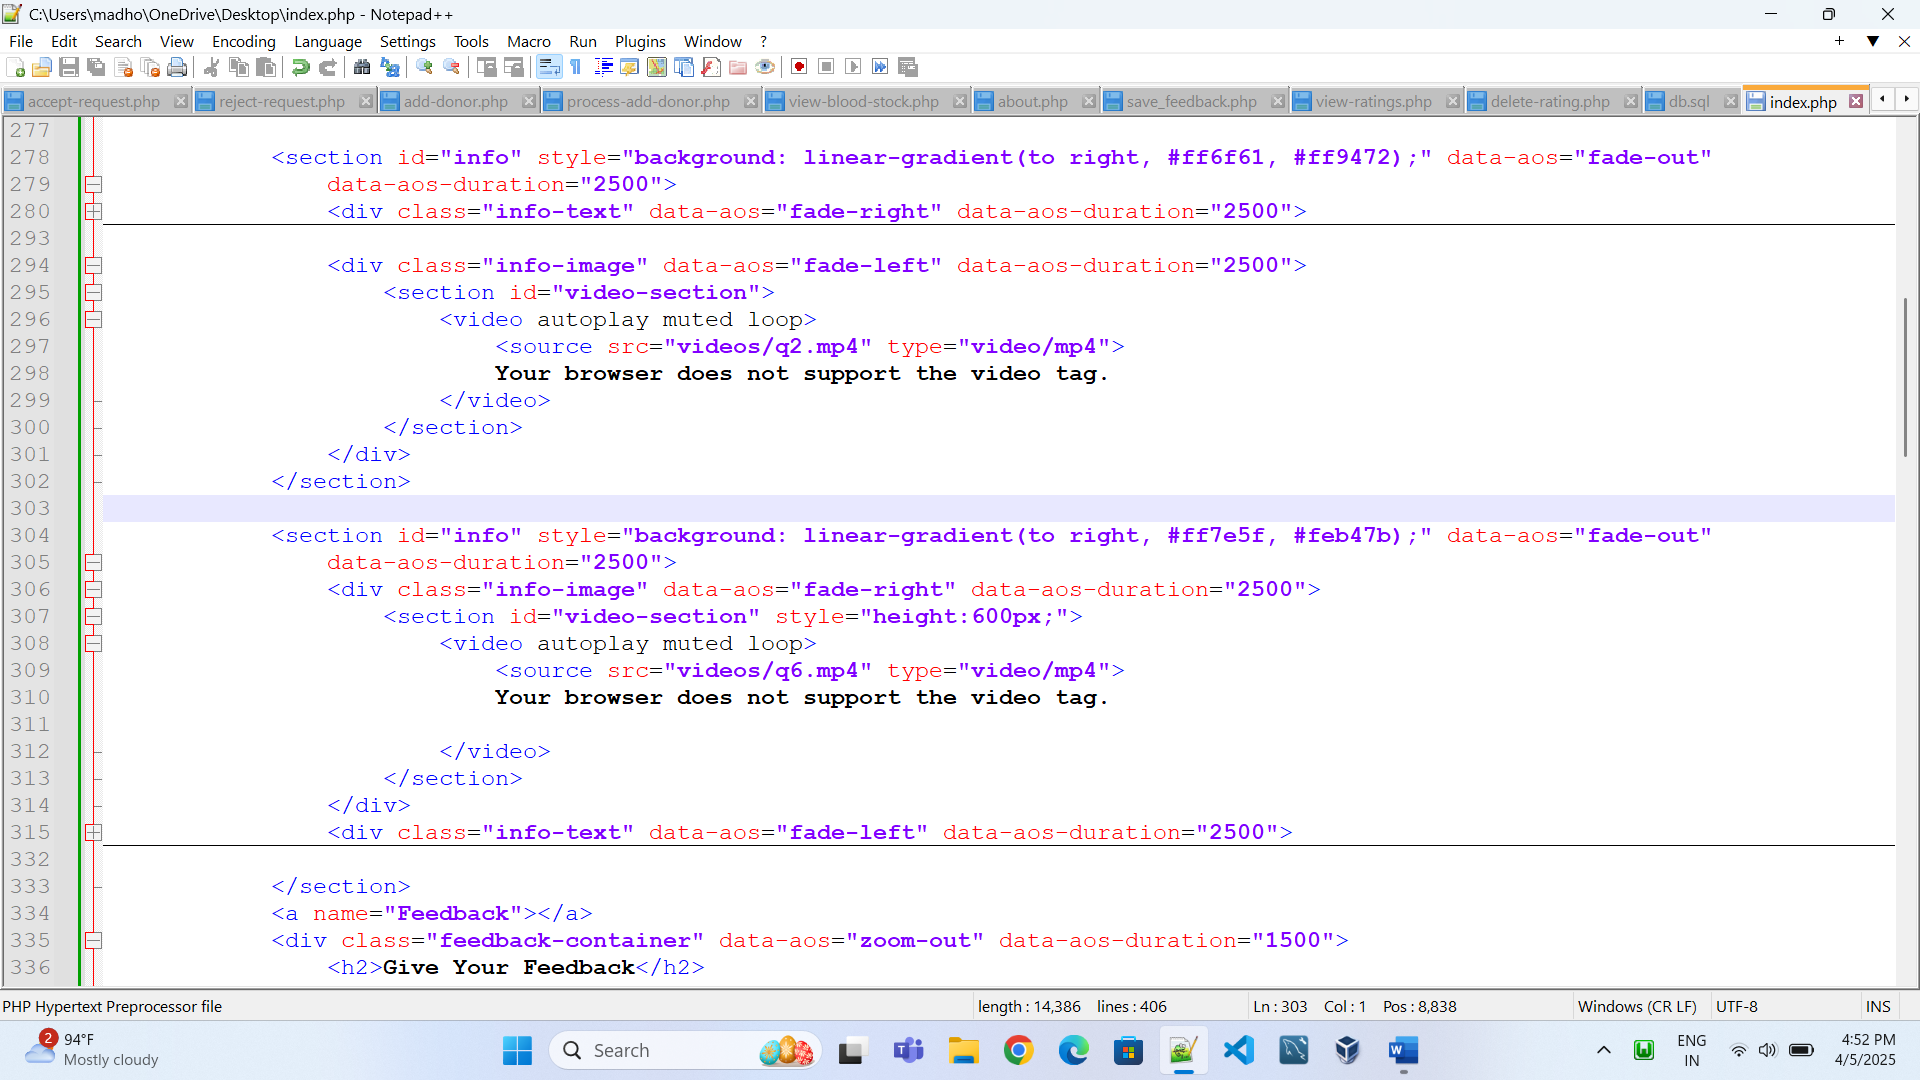 C:\Users\madho\OneDrive\Desktop\index.php - Notepad++
File Edit Search View Encoding Language Settings Tools Macro Run Plugins Window ?
accept-request.php reject-request.php add-donor.php process-add-donor.php view-blood-stock.php about.php save_feedback.php view-ratings.php delete-rating.php db.sql index.php
277
278 <section id="info" style="background: linear-gradient(to right, #ff6f61, #ff9472);" data-aos="fade-out"
279 data-aos-duration="2500">
280 <div class="info-text" data-aos="fade-right" data-aos-duration="2500">
293
294 <div class="info-image" data-aos="fade-left" data-aos-duration="2500">
295 <section id="video-section">
296 <video autoplay muted loop>
297 <source src="videos/q2.mp4" type="video/mp4">
298 Your browser does not support the video tag.
299 </video>
300 </section>
301 </div>
302 </section>
303
304 <section id="info" style="background: linear-gradient(to right, #ff7e5f, #feb47b);" data-aos="fade-out"
305 data-aos-duration="2500">
306 <div class="info-image" data-aos="fade-right" data-aos-duration="2500">
307 <section id="video-section" style="height:600px;">
308 <video autoplay muted loop>
309 <source src="videos/q6.mp4" type="video/mp4">
310 Your browser does not support the video tag.
311
312 </video>
313 </section>
314 </div>
315 <div class="info-text" data-aos="fade-left" data-aos-duration="2500">
332
333 </section>
334 <a name="Feedback"></a>
335 <div class="feedback-container" data-aos="zoom-out" data-aos-duration="1500">
336 <h2>Give Your Feedback</h2>
PHP Hypertext Preprocessor file length : 14,386 lines : 406 Ln : 303 Col : 1 Pos : 8,838 Windows (CR LF) UTF-8 INS
2 94°F
Mostly cloudy
Search
ENG
IN
4:52 PM
4/5/2025